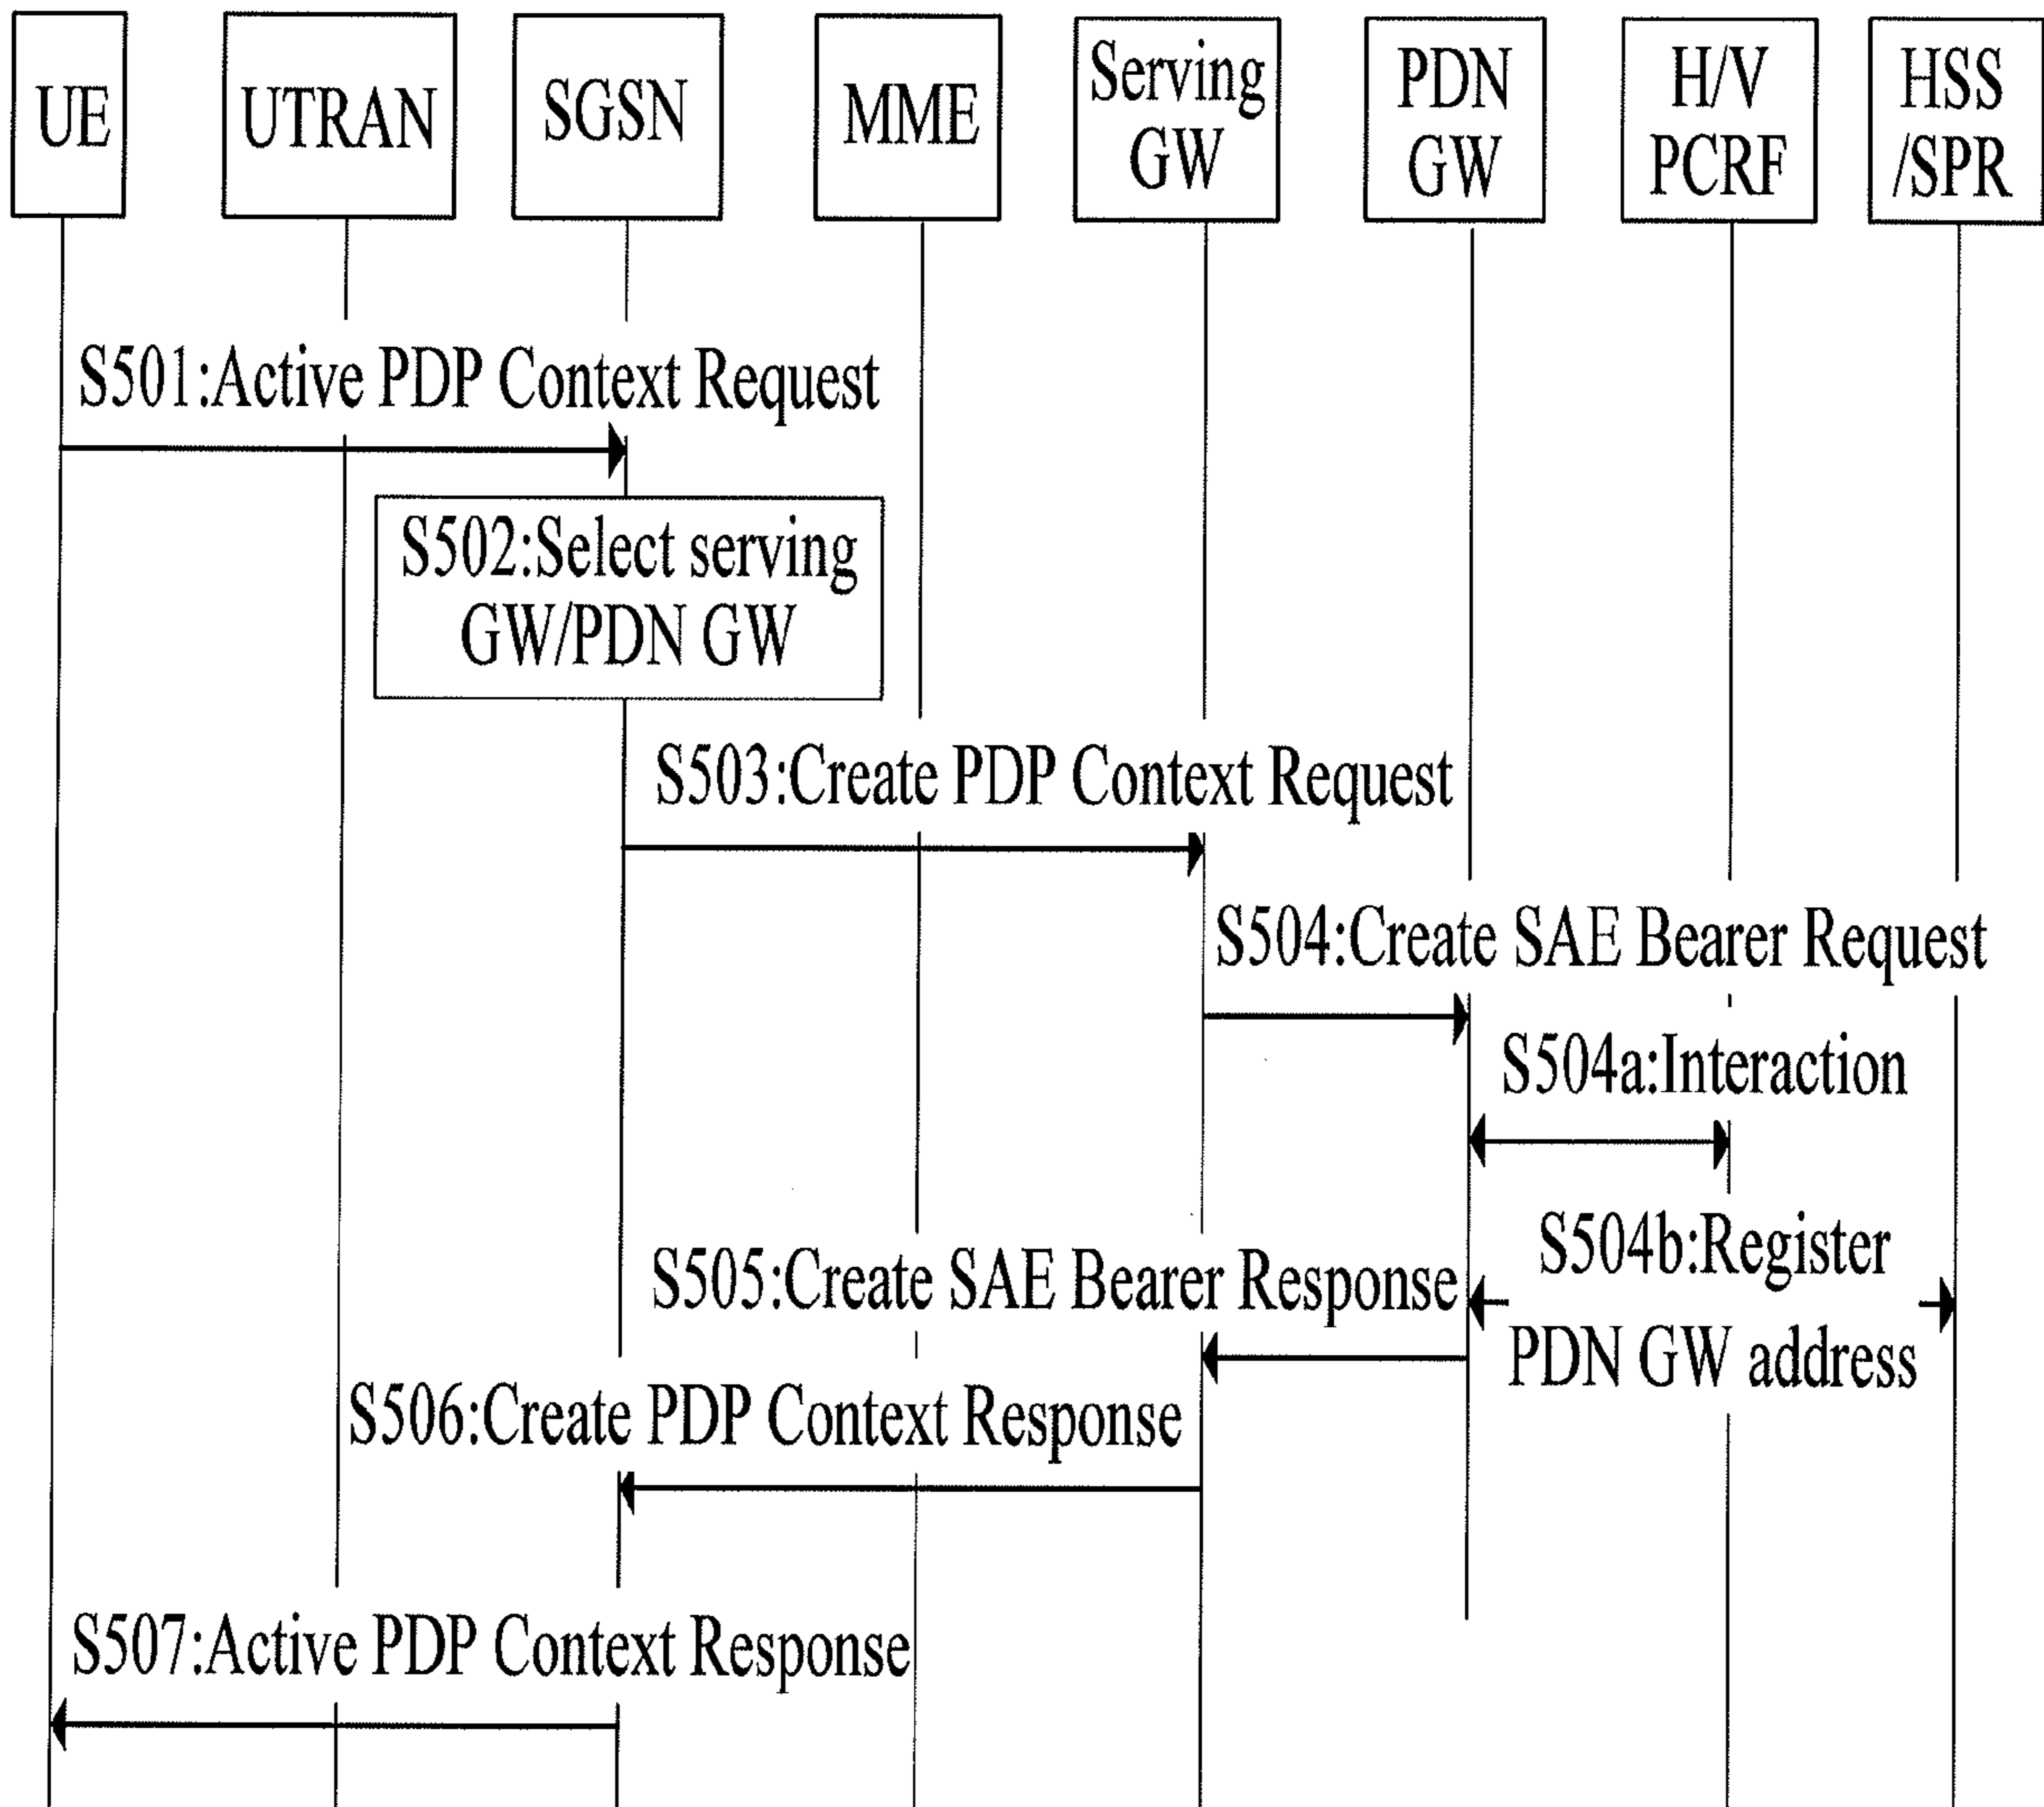 UE
UTRAN
SGSN
MME
Serving
GW
PDN
GW
H/V
PCRF
HSS
/SPR
S501:Active PDP Context Request
S502:Select serving
GW/PDN GW
S503:Create PDP Context Request
S504:Create SAE Bearer Request
S504a:Interaction
S504b:Register
PDN GW address
S505:Create SAE Bearer Response
S506:Create PDP Context Response
S507:Active PDP Context Response